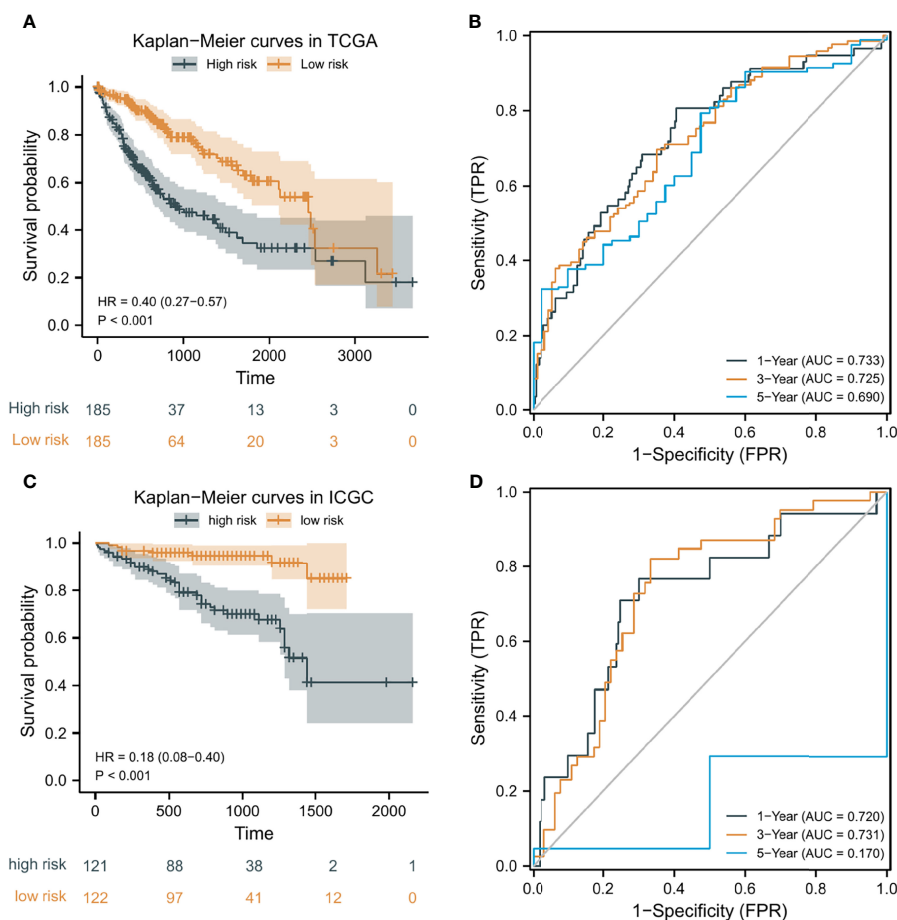 A
Kaplan−Meier curves in TCGA
High risk Low risk
Survival probability
1.0
0.8
0.6
0.4
0.2
0.0
HR = 0.40 (0.27−0.57)
P < 0.001
0 1000 2000 3000
Time
High risk 185 37 13 3 0
Low risk 185 64 20 3 0
B
Sensitivity (TPR)
1.0
0.8
0.6
0.4
0.2
0.0
1−Year (AUC = 0.733)
3−Year (AUC = 0.725)
5−Year (AUC = 0.690)
0.0 0.2 0.4 0.6 0.8 1.0
1−Specificity (FPR)
C
Kaplan−Meier curves in ICGC
high risk low risk
Survival probability
1.0
0.8
0.6
0.4
0.2
0.0
HR = 0.18 (0.08−0.40)
P < 0.001
0 500 1000 1500 2000
Time
high risk 121 88 38 2 1
low risk 122 97 41 12 0
D
Sensitivity (TPR)
1.0
0.8
0.6
0.4
0.2
0.0
1−Year (AUC = 0.720)
3−Year (AUC = 0.731)
5−Year (AUC = 0.170)
0.0 0.2 0.4 0.6 0.8 1.0
1−Specificity (FPR)